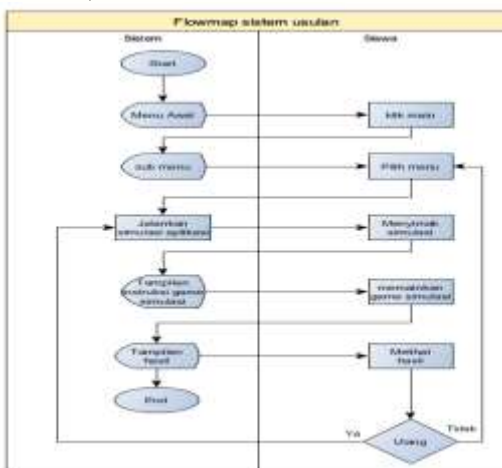 Flowmap sistem usulan
Sistem
Siswa
Start
Menu Awal
klik mulai
sub menu
Pilih menu
Jalankan
simulasi aplikasi
Menyimak
simulasi
Tampilan
instruksi game
simulasi
memainkan
game simulasi
Tampilan
hasil
Melihat
hasil
End
Ya
Ulang
Tidak